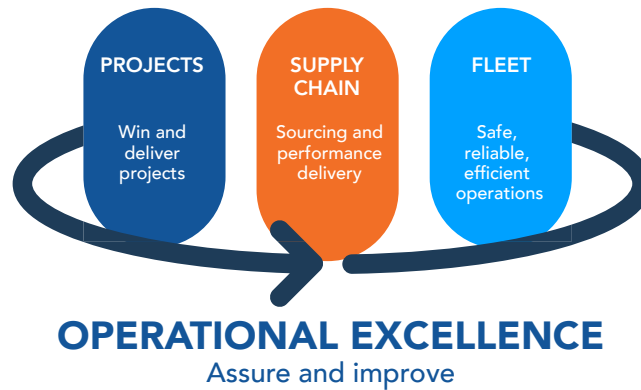 PROJECTS
Win and
deliver
projects
SUPPLY
CHAIN
Sourcing and
performance
delivery
FLEET
Safe,
reliable,
efficient
operations
OPERATIONAL EXCELLENCE
Assure and improve